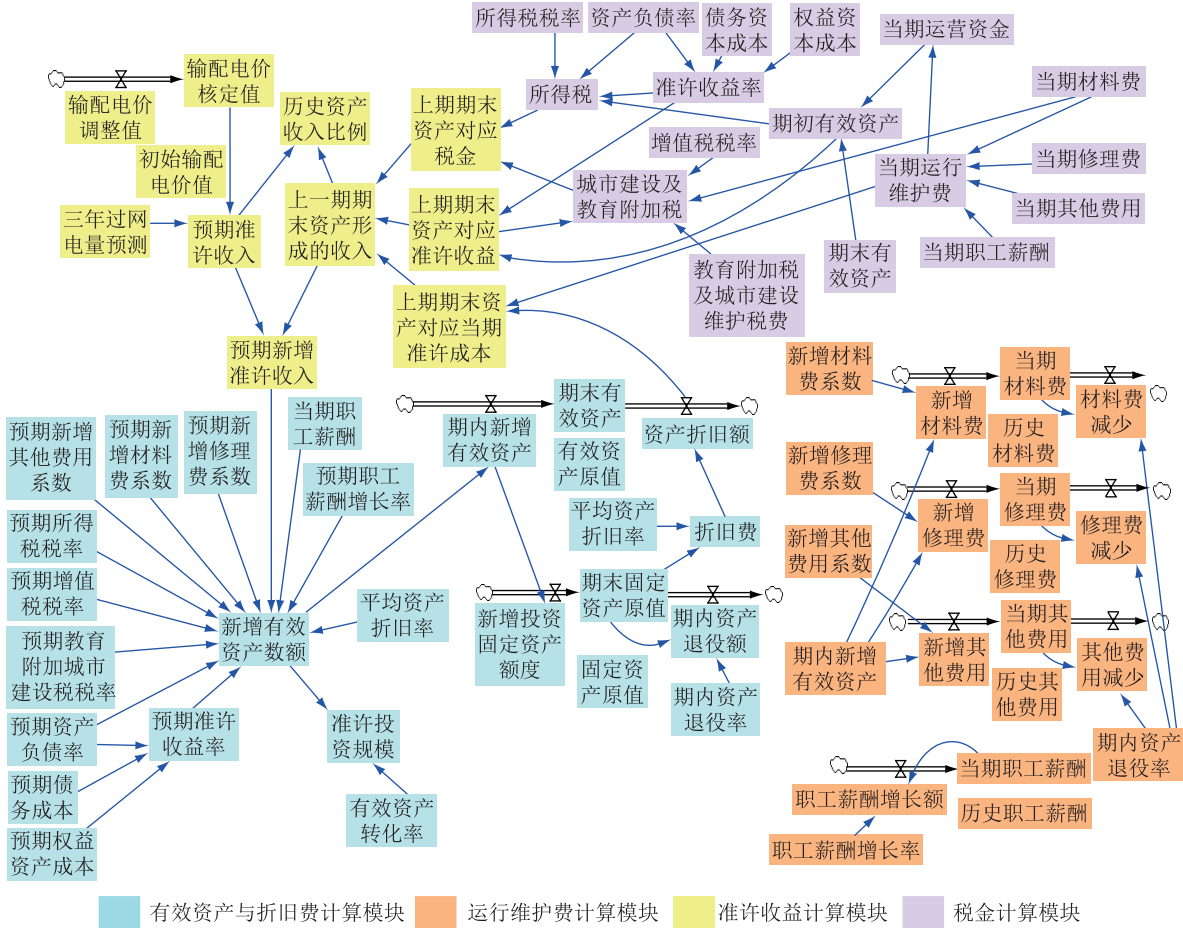 所得税税率
资产负债率
债务资
本成本
权益资
本成本
当期运营资金
输配电价
核定值
输配电价
调整值
历史资产
收入比例
上期期末
资产对应
税金
所得税
准许收益率
期初有效资产
当期材料费
初始输配
电价值
增值税税率
当期运行
维护费
当期修理费
三年过网
电量预测
预期准
许收入
上一期期
末资产形
成的收入
上期期末
资产对应
准许收益
城市建设及
教育附加税
当期其他费用
教育附加税
及城市建设
维护税费
期末有
效资产
当期职工薪酬
上期期末资
产对应当期
准许成本
预期新增
准许收入
预期新增
其他费用
系数
预期新
增材料
费系数
预期新
增修理
费系数
当期职
工薪酬
预期职工
薪酬增长率
期内新增
有效资产
期末有
效资产
资产折旧额
有效资
产原值
预期所得
税税率
平均资产
折旧率
折旧费
预期增值
税税率
新增有效
资产数额
平均资产
折旧率
新增投资
固定资产
额度
期末固定
资产原值
期内资产
退役额
预期教育
附加城市
建设税税率
固定资
产原值
期内资产
退役率
预期资产
负债率
预期准许
收益率
准许投
资规模
预期债
务成本
有效资产
转化率
预期权益
资产成本
新增材料
费系数
当期
材料费
新增
材料费
材料费
减少
历史
材料费
新增修理
费系数
当期
修理费
新增
修理费
修理费
减少
历史
修理费
新增其他
费用系数
当期其
他费用
新增其
他费用
其他费
用减少
期内新增
有效资产
历史其
他费用
期内资产
退役率
当期职工薪酬
职工薪酬增长额
历史职工薪酬
职工薪酬增长率
有效资产与折旧费计算模块
运行维护费计算模块
准许收益计算模块
税金计算模块